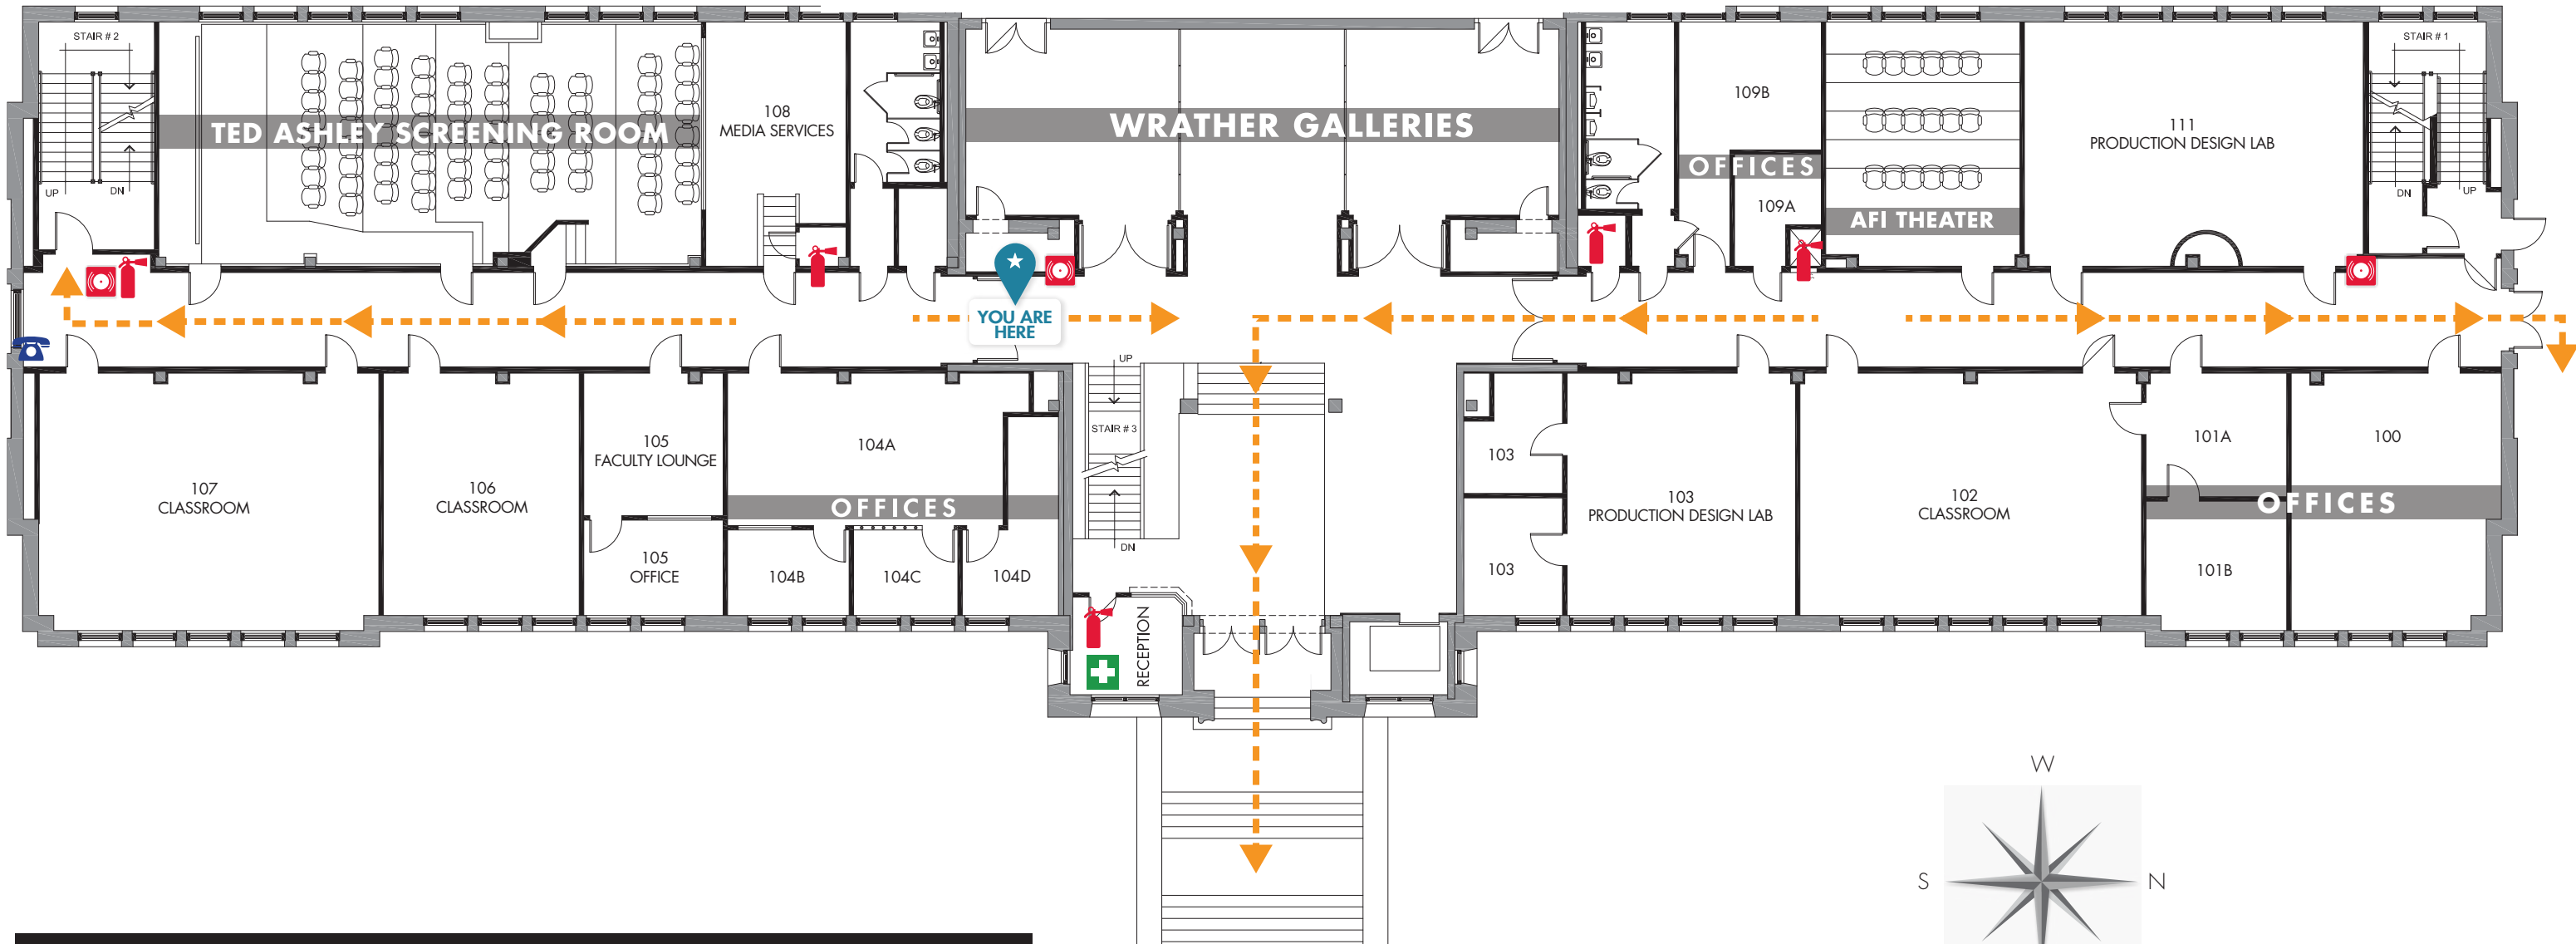 STAIR # 2
UP
DN
TED ASHLEY SCREENING ROOM
108
MEDIA SERVICES
WRATHER GALLERIES
109B
OFFICES
109A
AFI THEATER
111
PRODUCTION DESIGN LAB
STAIR # 1
DN
UP
YOU ARE
HERE
107
CLASSROOM
106
CLASSROOM
105
FACULTY LOUNGE
105
OFFICE
104A
OFFICES
104B
104C
104D
UP
STAIR # 3
DN
RECEPTION
103
103
103
PRODUCTION DESIGN LAB
102
CLASSROOM
101A
100
OFFICES
101B
W
S
N